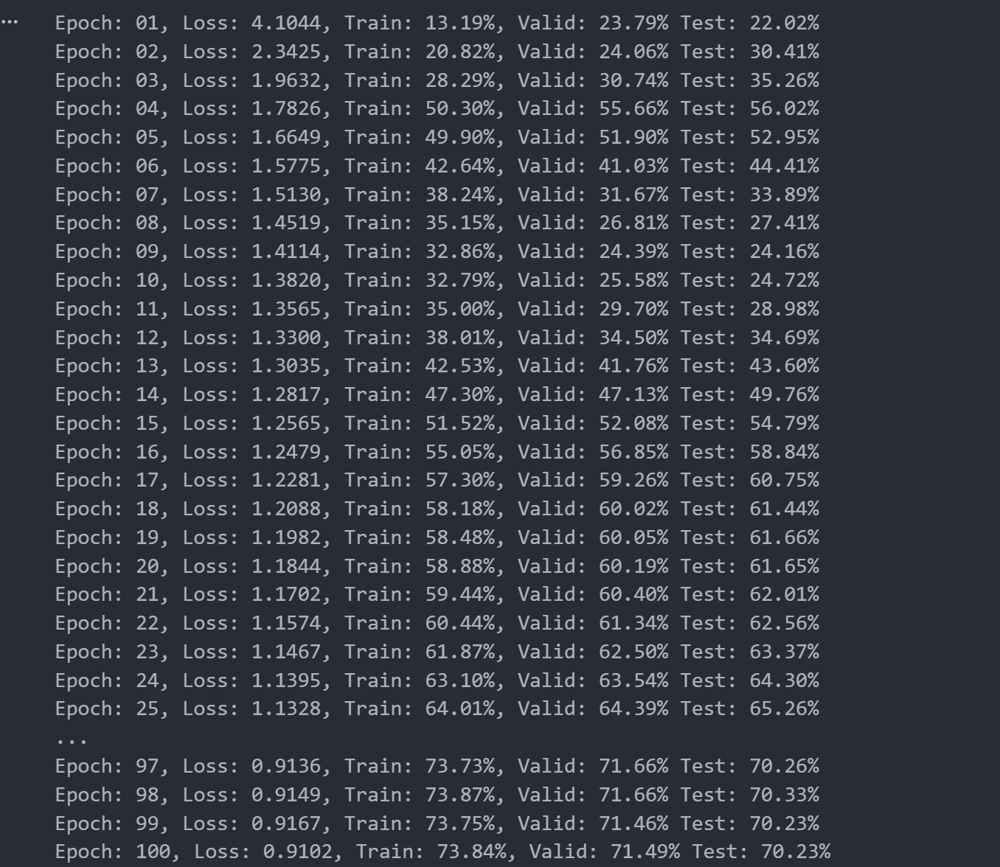 ...
Epoch: 01, Loss: 4.1044, Train: 13.19%, Valid: 23.79% Test: 22.02%
Epoch: 02, Loss: 2.3425, Train: 20.82%, Valid: 24.06% Test: 30.41%
Epoch: 03, Loss: 1.9632, Train: 28.29%, Valid: 30.74% Test: 35.26%
Epoch: 04, Loss: 1.7826, Train: 50.30%, Valid: 55.66% Test: 56.02%
Epoch: 05, Loss: 1.6649, Train: 49.90%, Valid: 51.90% Test: 52.95%
Epoch: 06, Loss: 1.5775, Train: 42.64%, Valid: 41.03% Test: 44.41%
Epoch: 07, Loss: 1.5130, Train: 38.24%, Valid: 31.67% Test: 33.89%
Epoch: 08, Loss: 1.4519, Train: 35.15%, Valid: 26.81% Test: 27.41%
Epoch: 09, Loss: 1.4114, Train: 32.86%, Valid: 24.39% Test: 24.16%
Epoch: 10, Loss: 1.3820, Train: 32.79%, Valid: 25.58% Test: 24.72%
Epoch: 11, Loss: 1.3565, Train: 35.00%, Valid: 29.70% Test: 28.98%
Epoch: 12, Loss: 1.3300, Train: 38.01%, Valid: 34.50% Test: 34.69%
Epoch: 13, Loss: 1.3035, Train: 42.53%, Valid: 41.76% Test: 43.60%
Epoch: 14, Loss: 1.2817, Train: 47.30%, Valid: 47.13% Test: 49.76%
Epoch: 15, Loss: 1.2565, Train: 51.52%, Valid: 52.08% Test: 54.79%
Epoch: 16, Loss: 1.2479, Train: 55.05%, Valid: 56.85% Test: 58.84%
Epoch: 17, Loss: 1.2281, Train: 57.30%, Valid: 59.26% Test: 60.75%
Epoch: 18, Loss: 1.2088, Train: 58.18%, Valid: 60.02% Test: 61.44%
Epoch: 19, Loss: 1.1982, Train: 58.48%, Valid: 60.05% Test: 61.66%
Epoch: 20, Loss: 1.1844, Train: 58.88%, Valid: 60.19% Test: 61.65%
Epoch: 21, Loss: 1.1702, Train: 59.44%, Valid: 60.40% Test: 62.01%
Epoch: 22, Loss: 1.1574, Train: 60.44%, Valid: 61.34% Test: 62.56%
Epoch: 23, Loss: 1.1467, Train: 61.87%, Valid: 62.50% Test: 63.37%
Epoch: 24, Loss: 1.1395, Train: 63.10%, Valid: 63.54% Test: 64.30%
Epoch: 25, Loss: 1.1328, Train: 64.01%, Valid: 64.39% Test: 65.26%
...
Epoch: 97, Loss: 0.9136, Train: 73.73%, Valid: 71.66% Test: 70.26%
Epoch: 98, Loss: 0.9149, Train: 73.87%, Valid: 71.66% Test: 70.33%
Epoch: 99, Loss: 0.9167, Train: 73.75%, Valid: 71.46% Test: 70.23%
Epoch: 100, Loss: 0.9102, Train: 73.84%, Valid: 71.49% Test: 70.23%